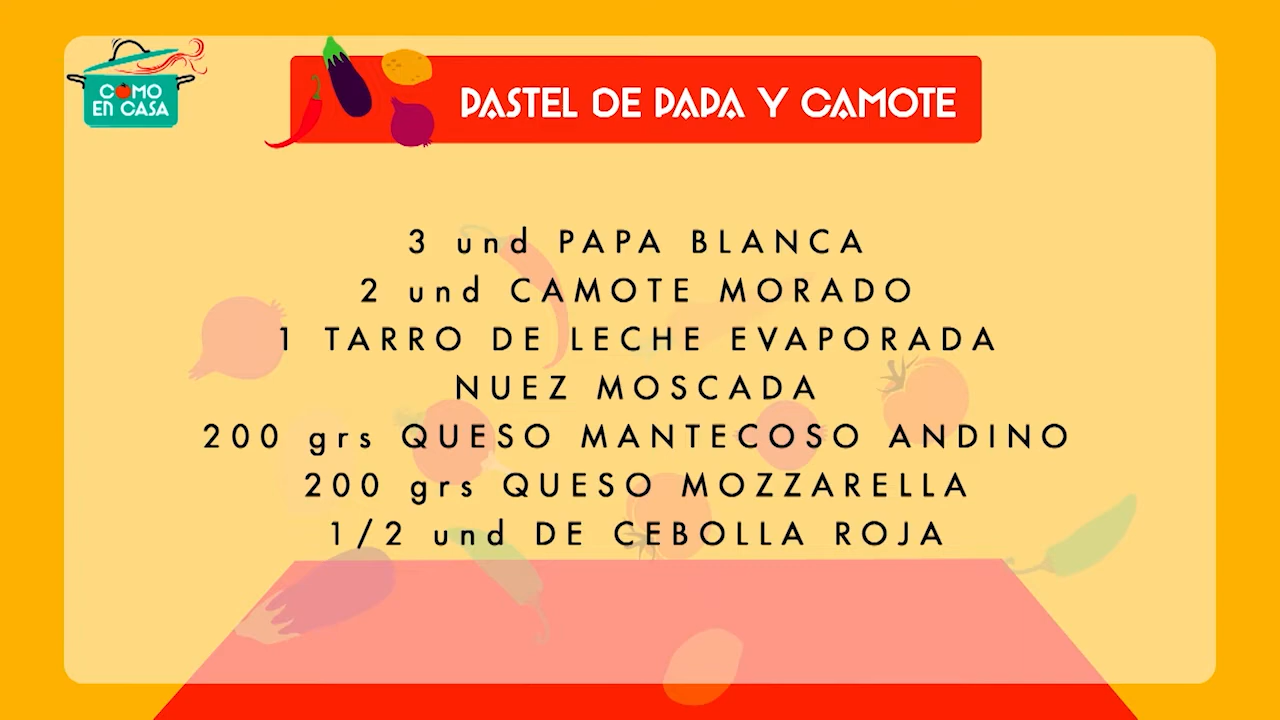 COMO
EN CASA
PASTEL DE PAPA Y CAMOTE
3 und PAPA BLANCA
2 und CAMOTE MORADO
1 TARRO DE LECHE EVAPORADA
NUEZ MOSCADA
200 grs QUESO MANTECOSO ANDINO
200 grs QUESO MOZZARELLA
1/2 und DE CEBOLLA ROJA